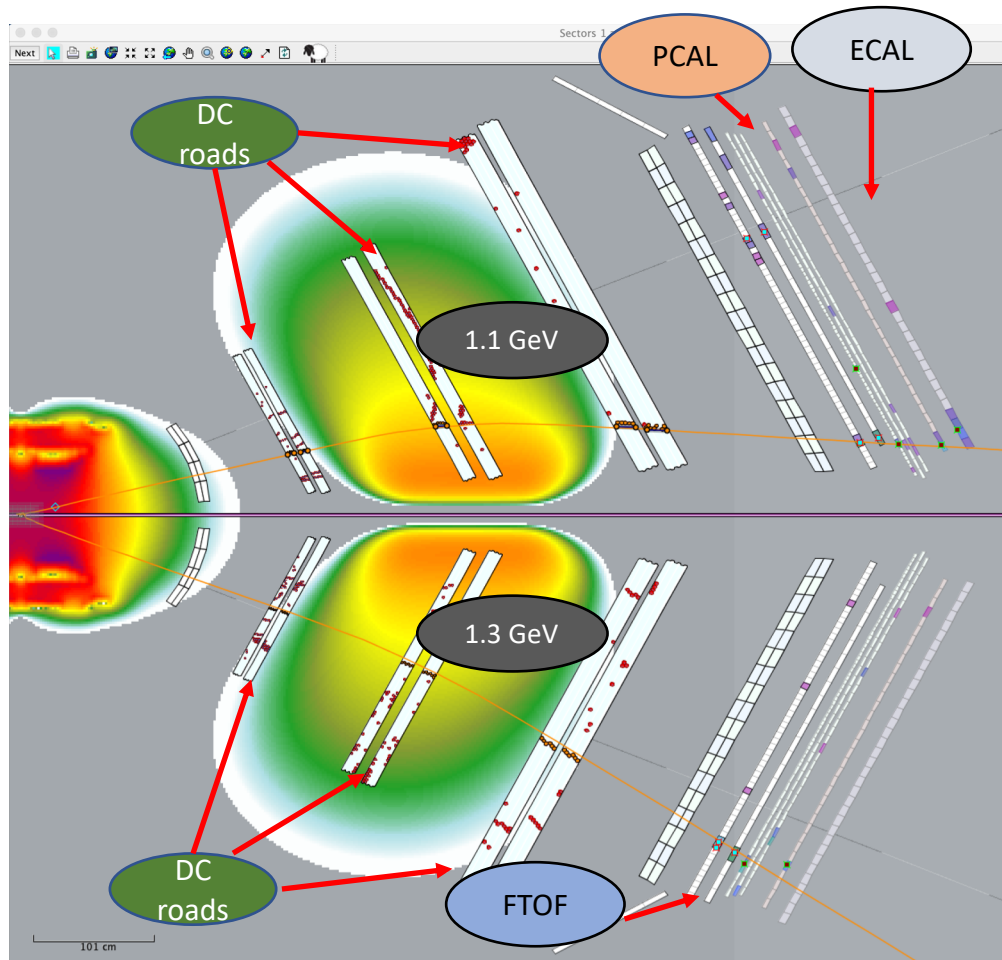 Sectors 1
Next
PCAL
ECAL
DC
roads
1.1 GeV
1.3 GeV
DC
roads
FTOF
101 cm